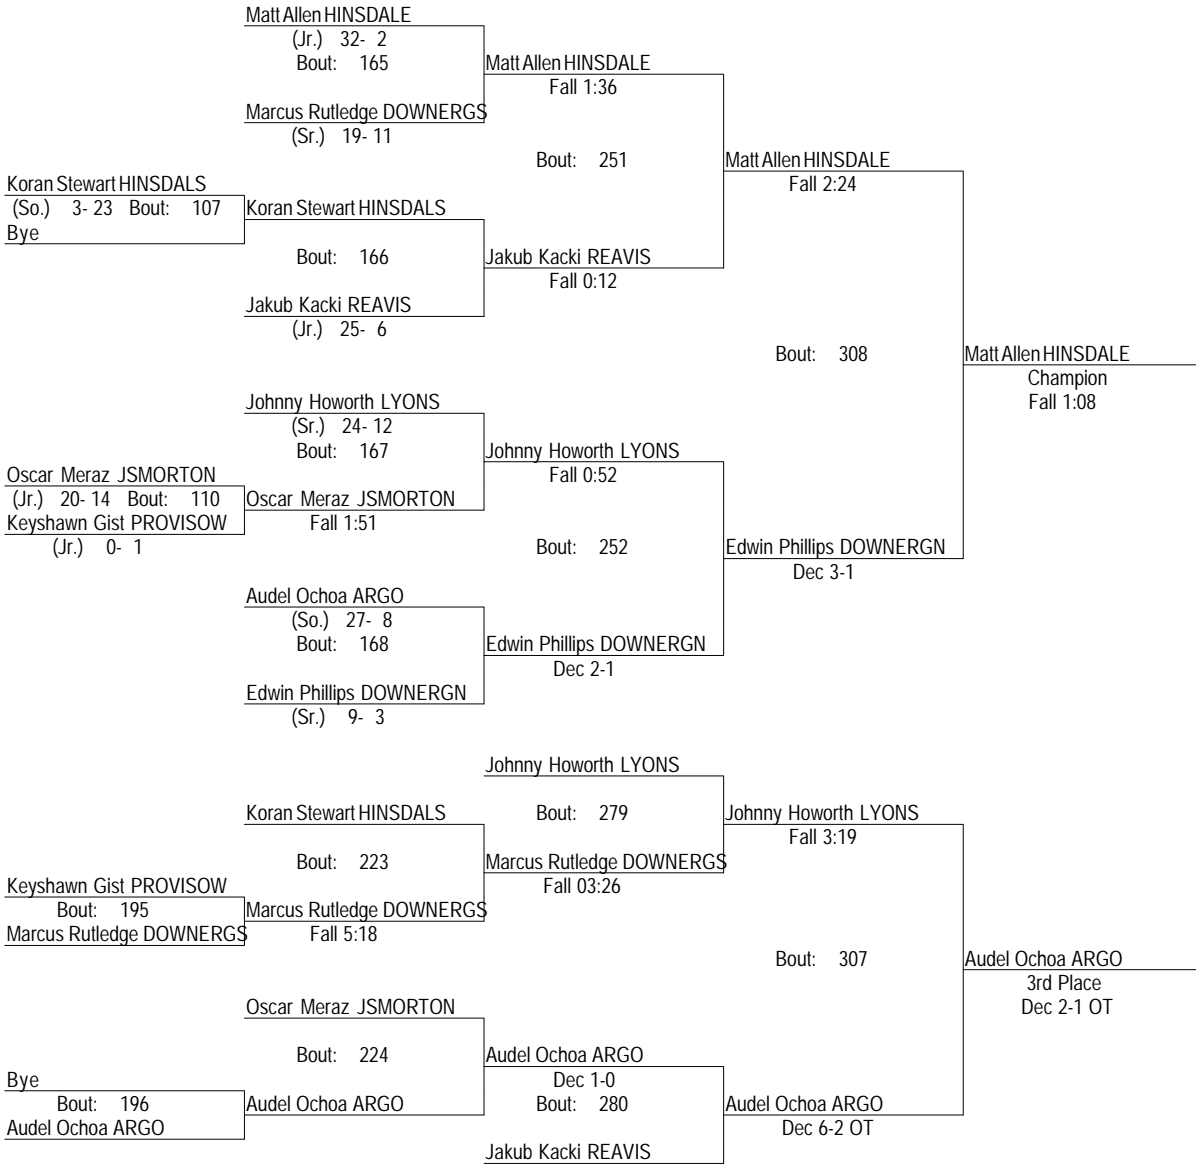 Matt Allen HINSDALE
(Jr.) 32- 2
Bout: 165
Matt Allen HINSDALE
Fall 1:36
Marcus Rutledge DOWNERGS
(Sr.) 19- 11
Bout: 251
Matt Allen HINSDALE
Fall 2:24
Koran Stewart HINSDALS
(So.) 3- 23 Bout: 107
Koran Stewart HINSDALS
Bye
Bout: 166
Jakub Kacki REAVIS
Fall 0:12
Jakub Kacki REAVIS
(Jr.) 25- 6
Bout: 308
Matt Allen HINSDALE
Champion
Fall 1:08
Johnny Howorth LYONS
(Sr.) 24- 12
Bout: 167
Johnny Howorth LYONS
Fall 0:52
Oscar Meraz JSMORTON
(Jr.) 20- 14 Bout: 110
Oscar Meraz JSMORTON
Fall 1:51
Keyshawn Gist PROVISOW
(Jr.) 0- 1
Bout: 252
Edwin Phillips DOWNERGN
Dec 3-1
Audel Ochoa ARGO
(So.) 27- 8
Bout: 168
Edwin Phillips DOWNERGN
Dec 2-1
Edwin Phillips DOWNERGN
(Sr.) 9- 3
Johnny Howorth LYONS
Bout: 279
Johnny Howorth LYONS
Fall 3:19
Koran Stewart HINSDALS
Bout: 223
Marcus Rutledge DOWNERGS
Fall 03:26
Keyshawn Gist PROVISOW
Bout: 195
Marcus Rutledge DOWNERGS
Marcus Rutledge DOWNERGS
Fall 5:18
Bout: 307
Audel Ochoa ARGO
3rd Place
Dec 2-1 OT
Oscar Meraz JSMORTON
Bout: 224
Audel Ochoa ARGO
Dec 1-0
Bye
Bout: 196
Audel Ochoa ARGO
Audel Ochoa ARGO
Bout: 280
Audel Ochoa ARGO
Dec 6-2 OT
Jakub Kacki REAVIS